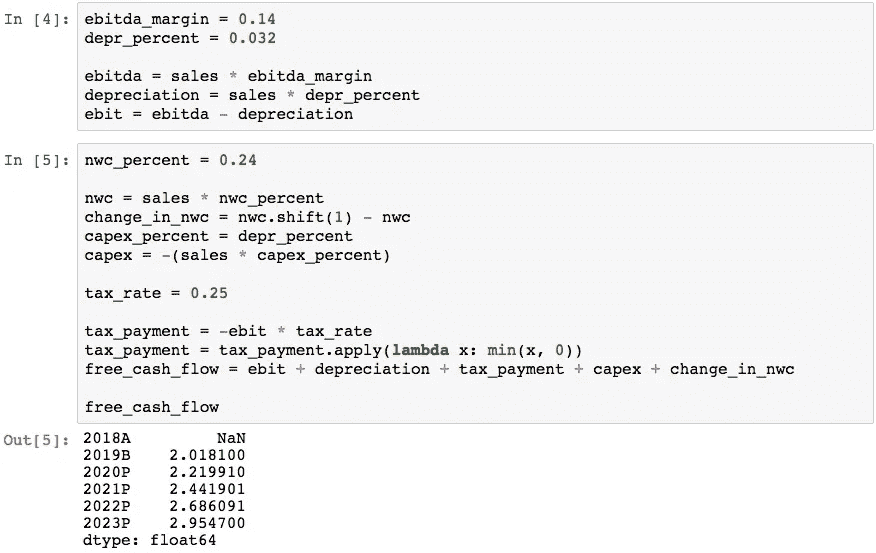 In [4]: ebitda_margin = 0.14
depr_percent = 0.032
ebitda = sales * ebitda_margin
depreciation = sales * depr_percent
ebit = ebitda - depreciation
In [5]: nwc_percent = 0.24
nwc = sales * nwc_percent
change_in_nwc = nwc.shift(1) - nwc
capex_percent = depr_percent
capex = -(sales * capex_percent)
tax_rate = 0.25
tax_payment = -ebit * tax_rate
tax_payment = tax_payment.apply(lambda x: min(x, 0))
free_cash_flow = ebit + depreciation + tax_payment + capex + change_in_nwc
free_cash_flow
Out[5]: 2018A NaN
2019B 2.018100
2020P 2.219910
2021P 2.441901
2022P 2.686091
2023P 2.954700
dtype: float64